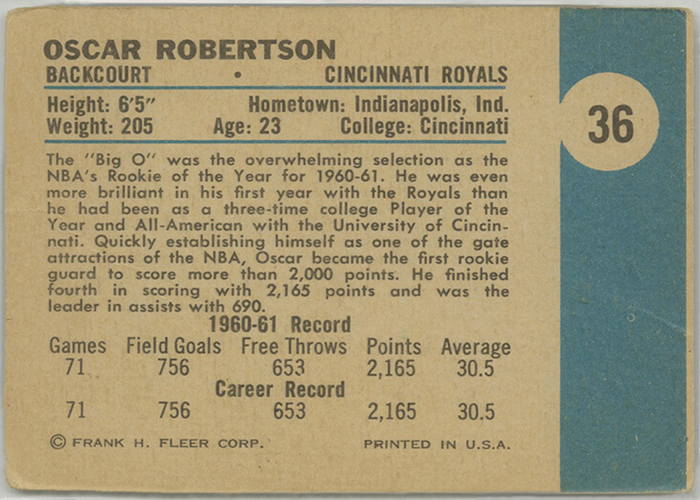 OSCAR ROBERTSON
BACKCOURT • CINCINNATI ROYALS
Height: 6'5" Hometown: Indianapolis, Ind.
Weight: 205 Age: 23 College: Cincinnati
36
The "Big O" was the overwhelming selection as the
NBA's Rookie of the Year for 1960-61. He was even
more brilliant in his first year with the Royals than
he had been as a three-time college Player of the
Year and All-American with the University of Cincin-
nati. Quickly establishing himself as one of the gate
attractions of the NBA, Oscar became the first rookie
guard to score more than 2,000 points. He finished
fourth in scoring with 2,165 points and was the
leader in assists with 690.
1960-61 Record
Games Field Goals Free Throws Points Average
71 756 653 2,165 30.5
Career Record
71 756 653 2,165 30.5
© FRANK H. FLEER CORP. PRINTED IN U.S.A.